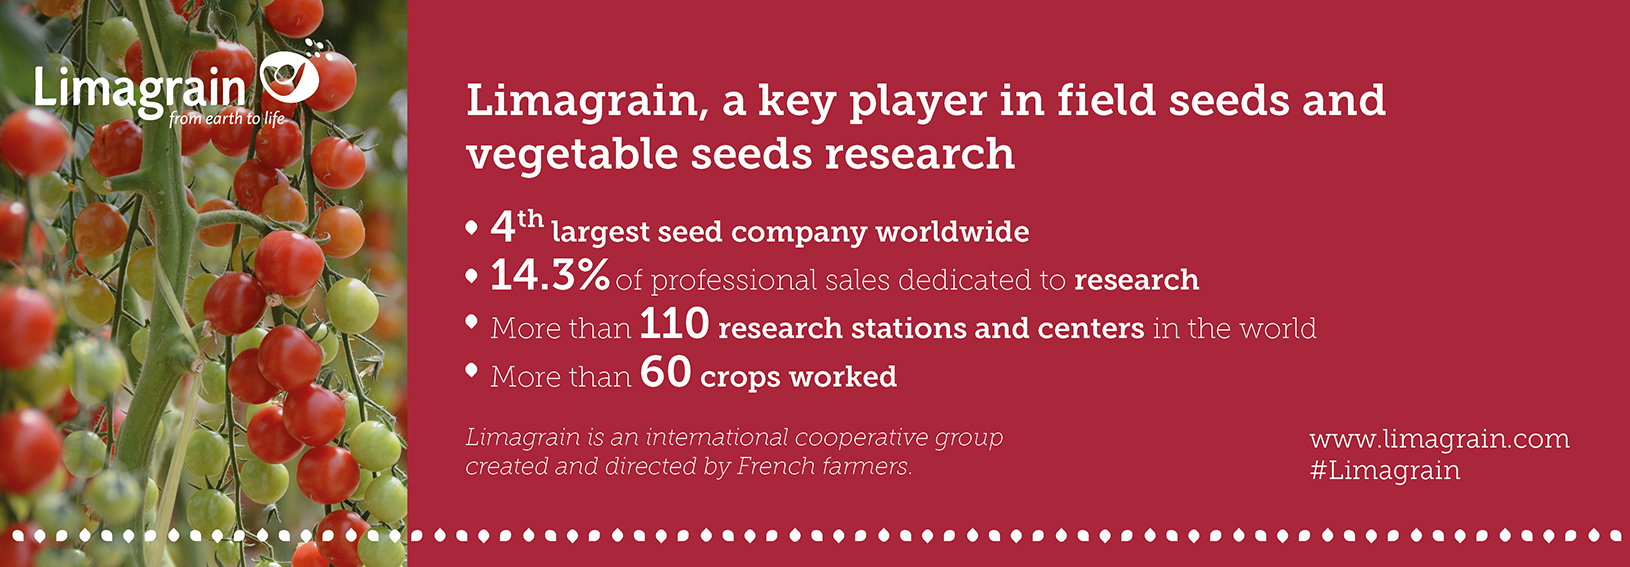 Limagrain
from earth to life
Limagrain, a key player in field seeds and
vegetable seeds research
• 4th largest seed company worldwide
• 14.3% of professional sales dedicated to research
• More than 110 research stations and centers in the world
• More than 60 crops worked
Limagrain is an international cooperative group
created and directed by French farmers.
www.limagrain.com
#Limagrain